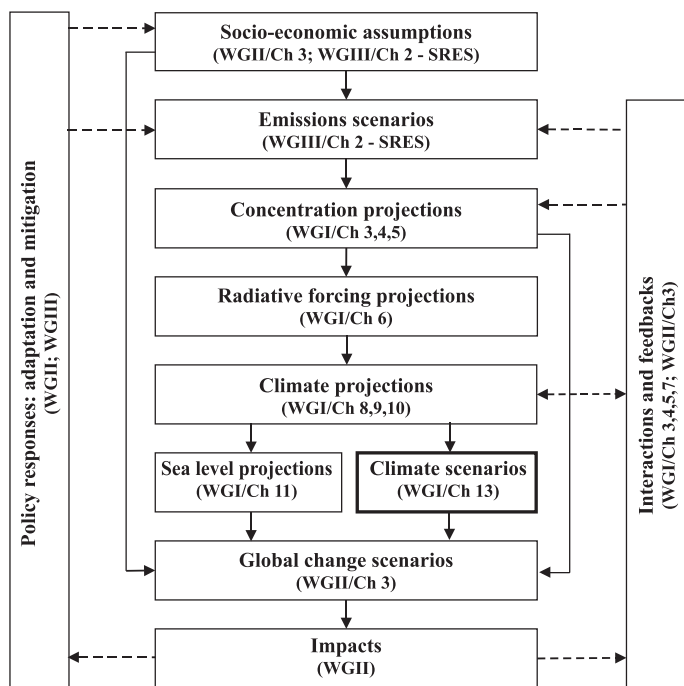 Socio-economic assumptions
(WGII/Ch 3; WGIII/Ch 2 - SRES)
Emissions scenarios
(WGIII/Ch 2 - SRES)
Concentration projections
(WGI/Ch 3,4,5)
Radiative forcing projections
(WGI/Ch 6)
Climate projections
(WGI/Ch 8,9,10)
Sea level projections
(WGI/Ch 11)
Climate scenarios
(WGI/Ch 13)
Global change scenarios
(WGII/Ch 3)
Impacts
(WGII)
Policy responses: adaptation and mitigation
(WGII; WGIII)
Interactions and feedbacks
(WGI/Ch 3,4,5,7; WGII/Ch3)